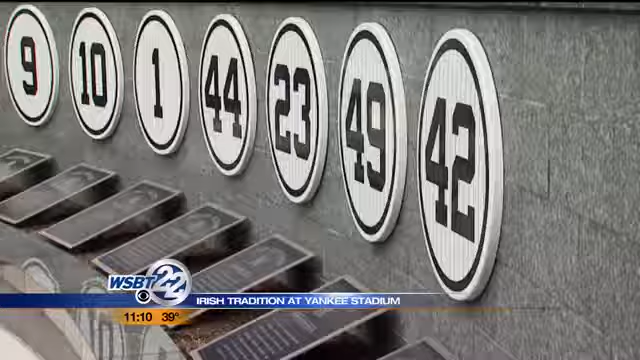 9 10 1 44 23 49 42
WSBT 22
IRISH TRADITION AT YANKEE STADIUM
11:10 39°